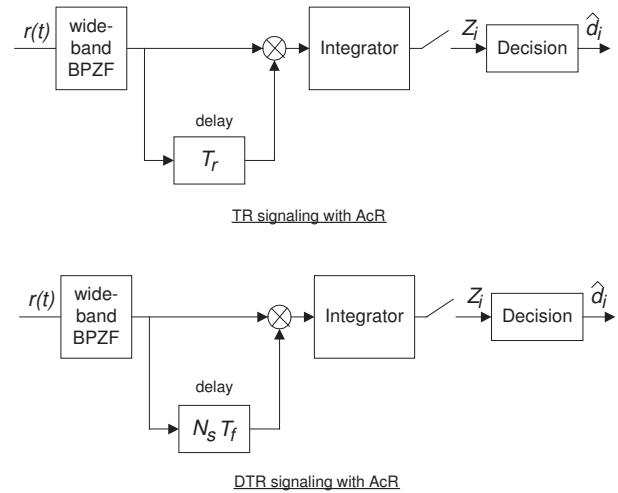 r(t)
wide-
band
BPZF
Integrator
Z_i
Decision
d̂_i
delay
T_r
TR signaling with AcR
r(t)
wide-
band
BPZF
Integrator
Z_i
Decision
d̂_i
delay
N_s T_f
DTR signaling with AcR